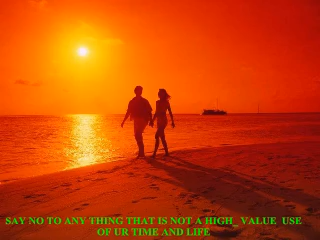 SAY NO TO ANY THING THAT IS NOT A HIGH_ VALUE USE
OF UR TIME AND LIFE